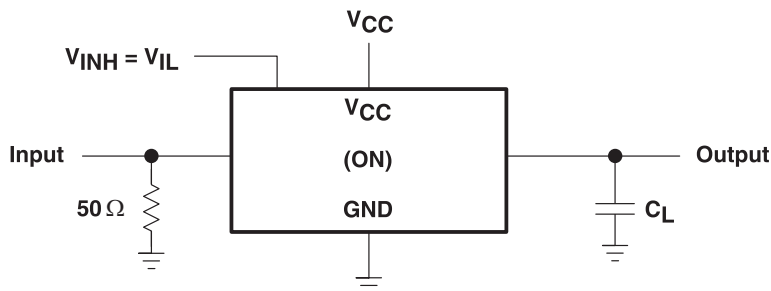 VCC
VINH = VIL
VCC
Input
(ON)
Output
50 Ω
GND
CL